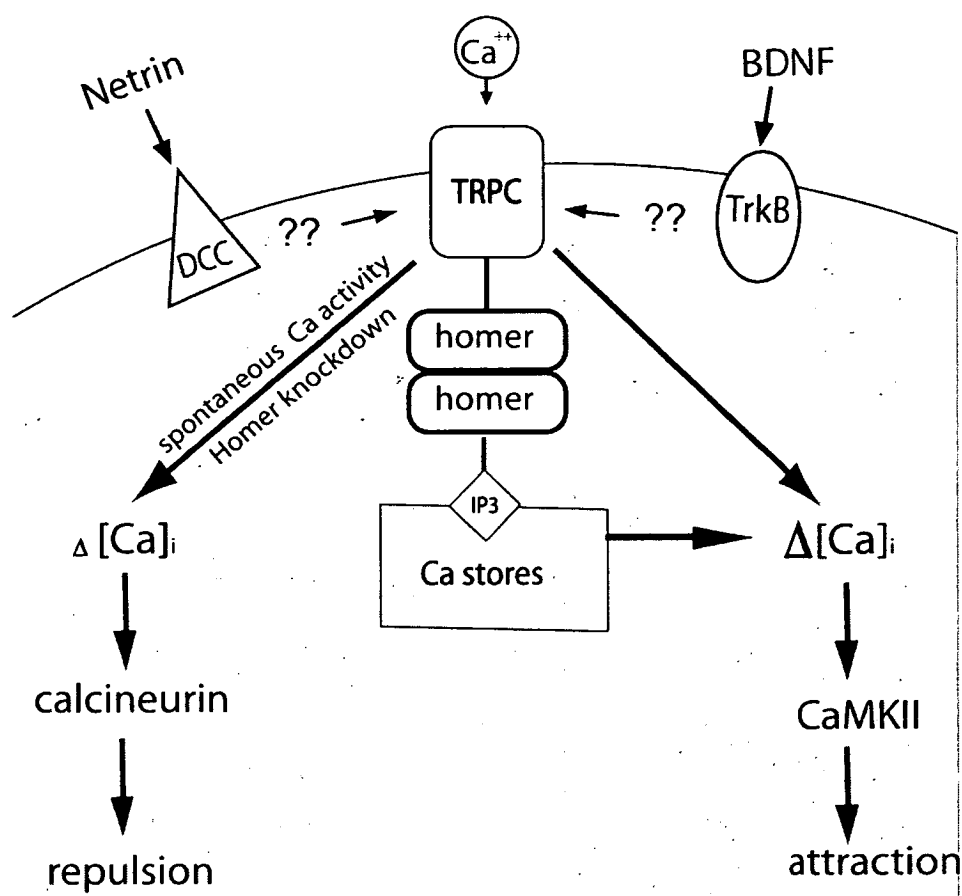 Ca++
Netrin
BDNF
TRPC
TrkB
DCC
??
??
spontaneous Ca activity
Homer knockdown
homer
homer
IP3
Ca stores
Δ [Ca]i
Δ[Ca]i
calcineurin
CaMKII
repulsion
attraction